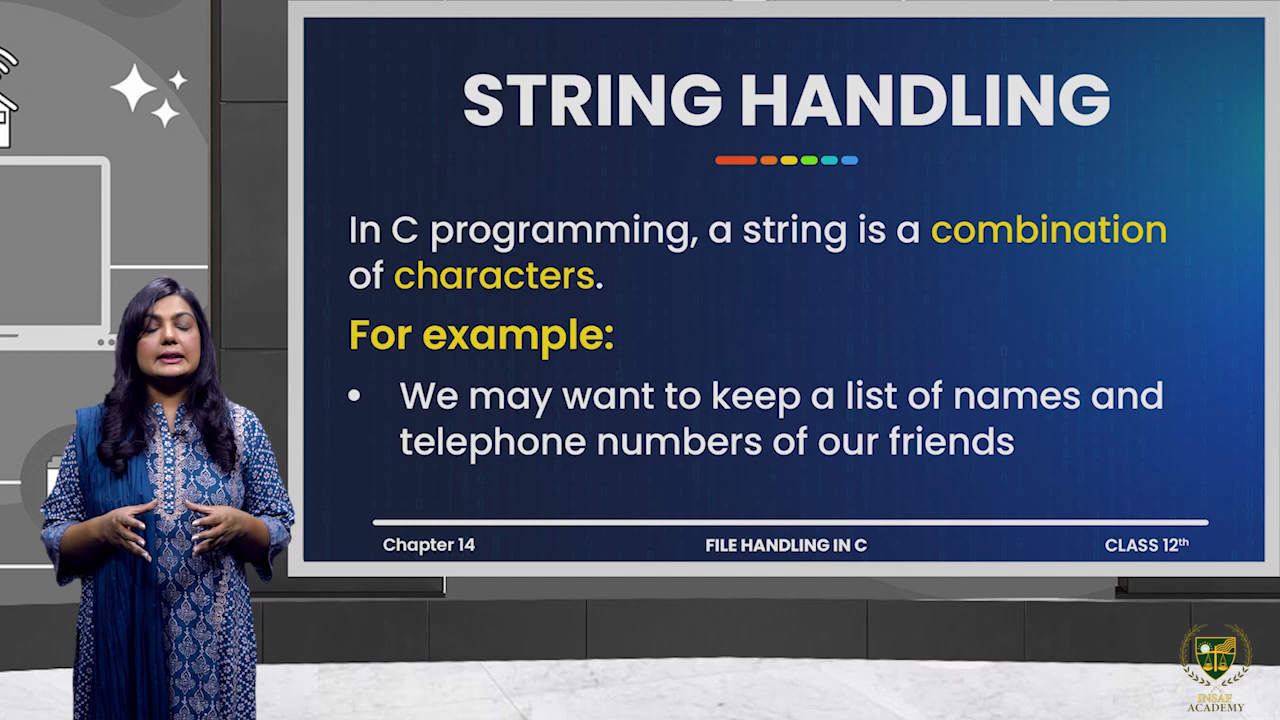 STRING HANDLING
In C programming, a string is a combination
of characters.
For example:
• We may want to keep a list of names and
telephone numbers of our friends
Chapter 14
FILE HANDLING IN C
CLASS 12th
INSAF
ACADEMY